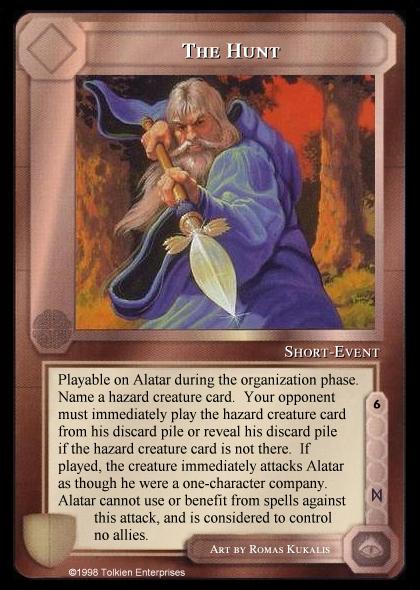 The Hunt
Short-Event
Playable on Alatar during the organization phase.
Name a hazard creature card. Your opponent
must immediately play the hazard creature card
from his discard pile or reveal his discard pile
if the hazard creature card is not there. If
played, the creature immediately attacks Alatar
as though he were a one-character company.
Alatar cannot use or benefit from spells against
this attack, and is considered to control
no allies.
6
Art by Romas Kukalis
©1998 Tolkien Enterprises